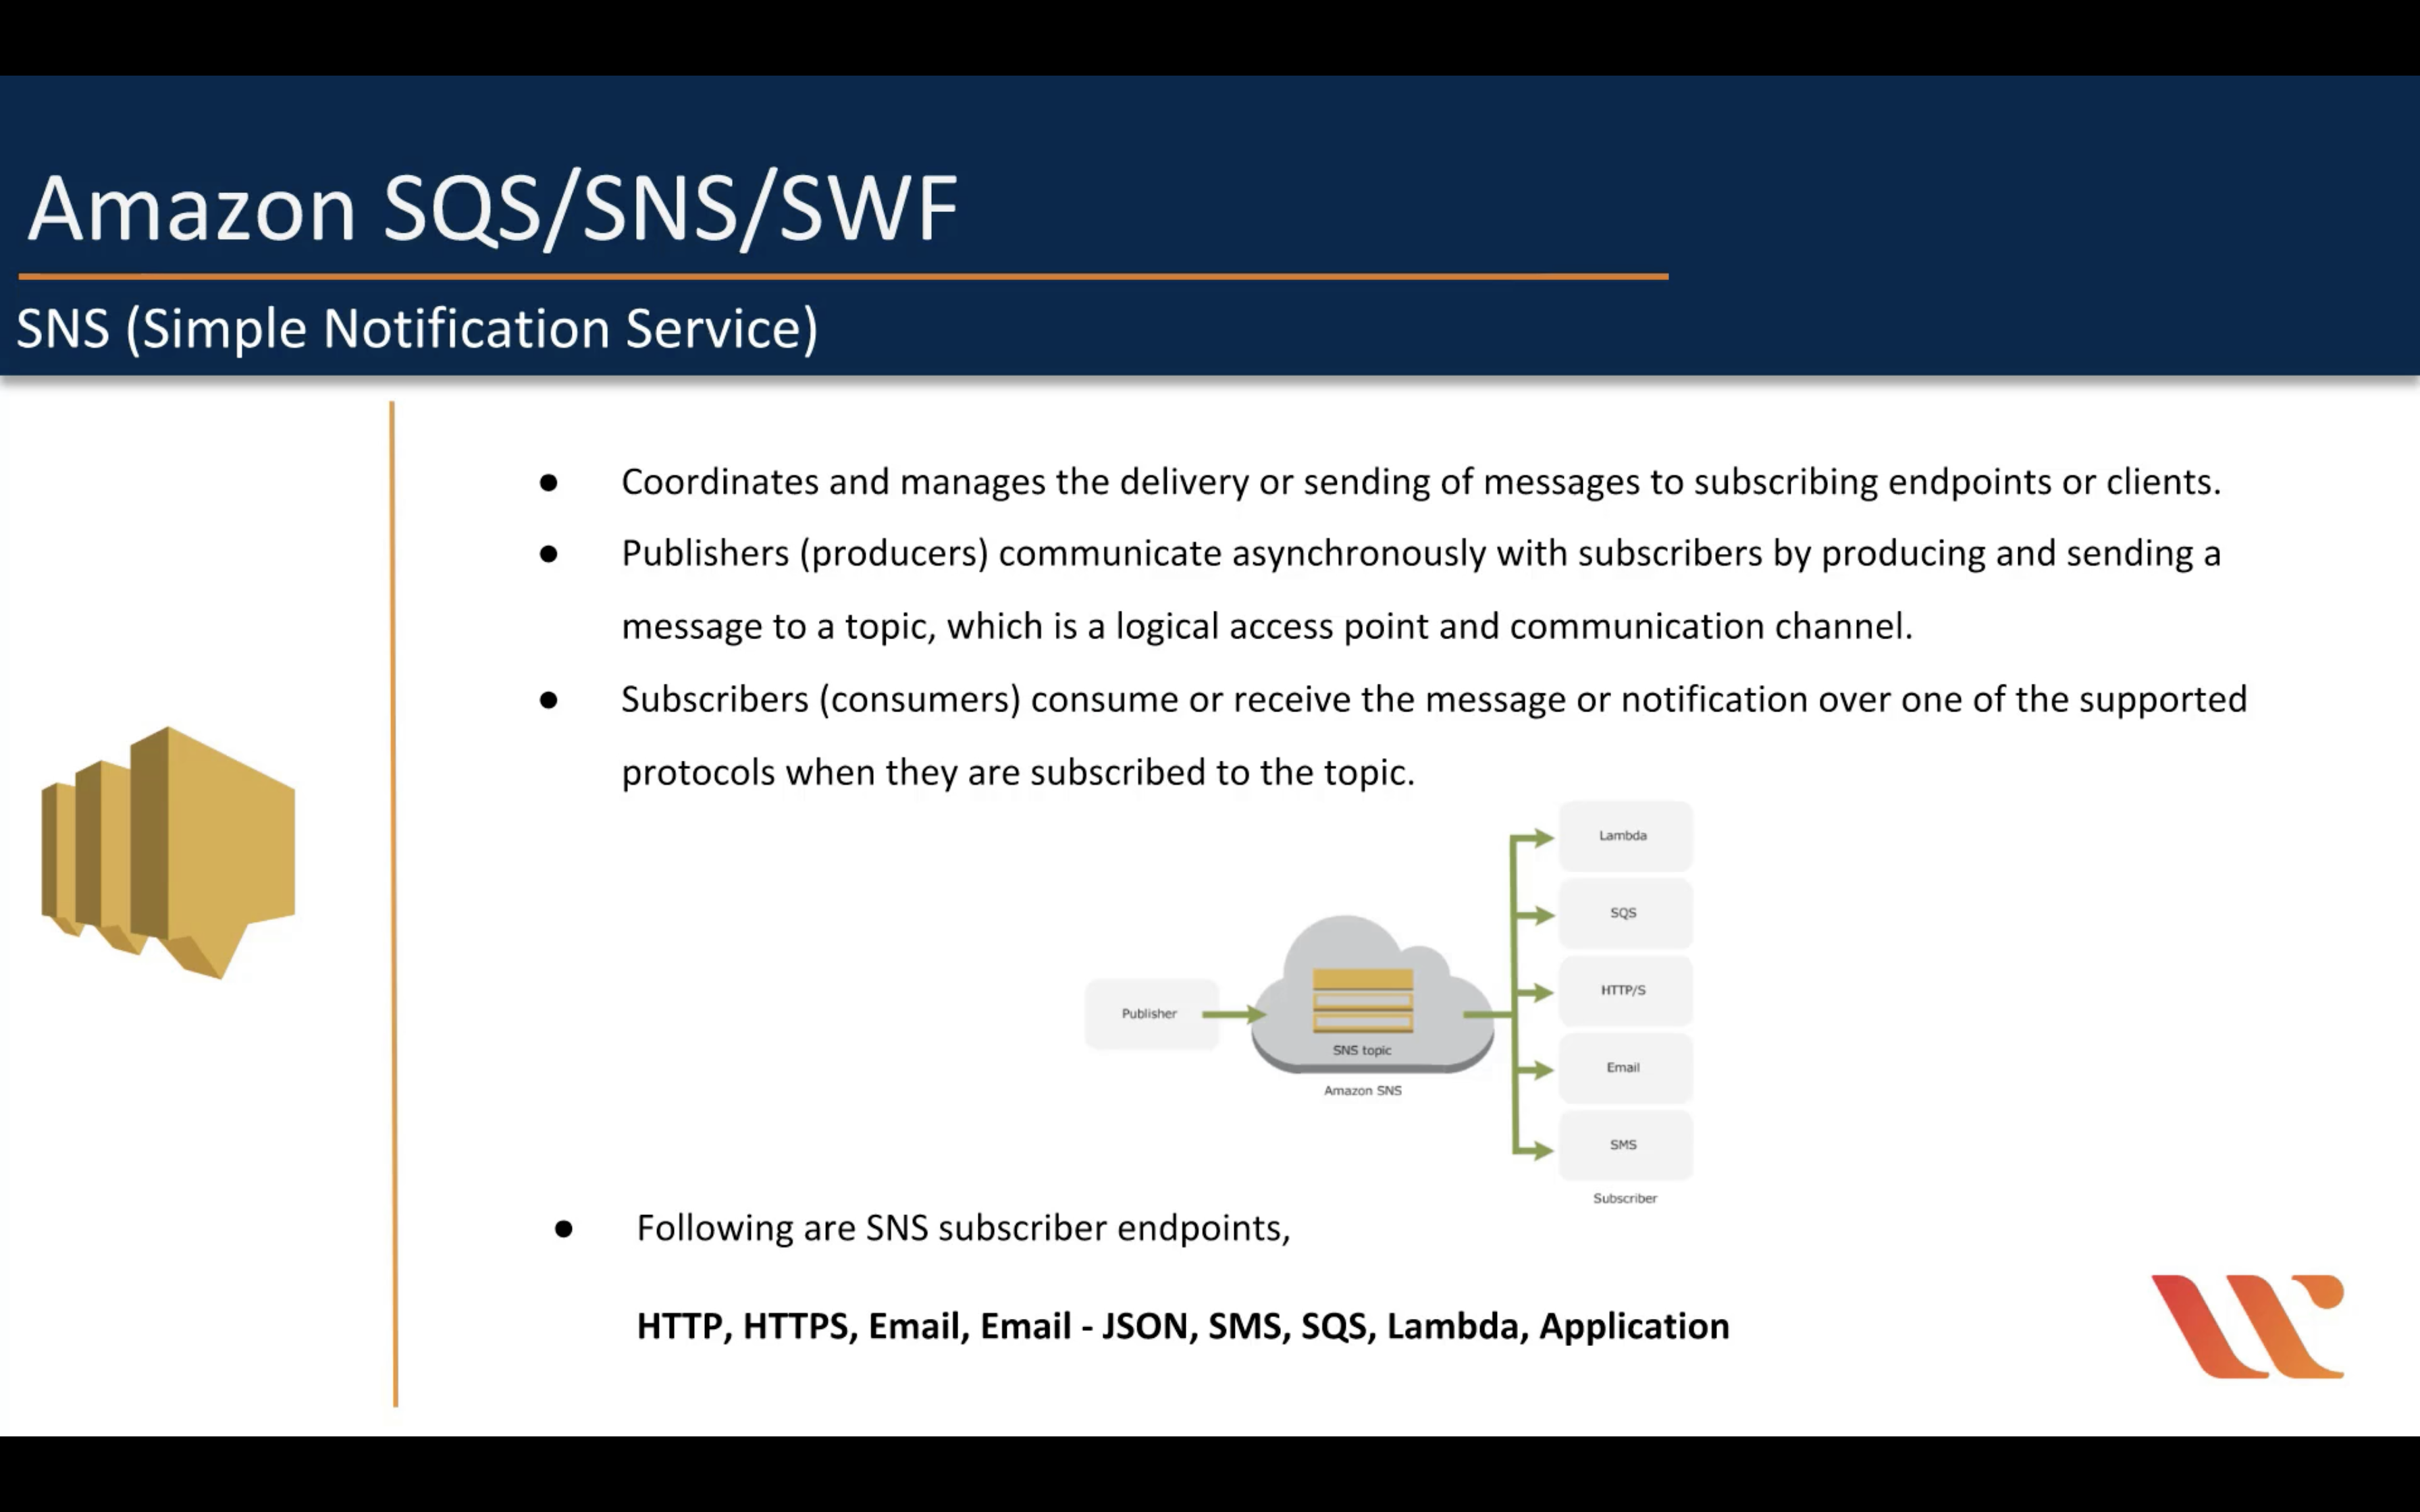 Amazon SQS/SNS/SWF
SNS (Simple Notification Service)
● Coordinates and manages the delivery or sending of messages to subscribing endpoints or clients.
● Publishers (producers) communicate asynchronously with subscribers by producing and sending a
message to a topic, which is a logical access point and communication channel.
● Subscribers (consumers) consume or receive the message or notification over one of the supported
protocols when they are subscribed to the topic.
Publisher
SNS topic
Amazon SNS
Lambda
SQS
HTTP/S
Email
SMS
Subscriber
● Following are SNS subscriber endpoints,
HTTP, HTTPS, Email, Email - JSON, SMS, SQS, Lambda, Application